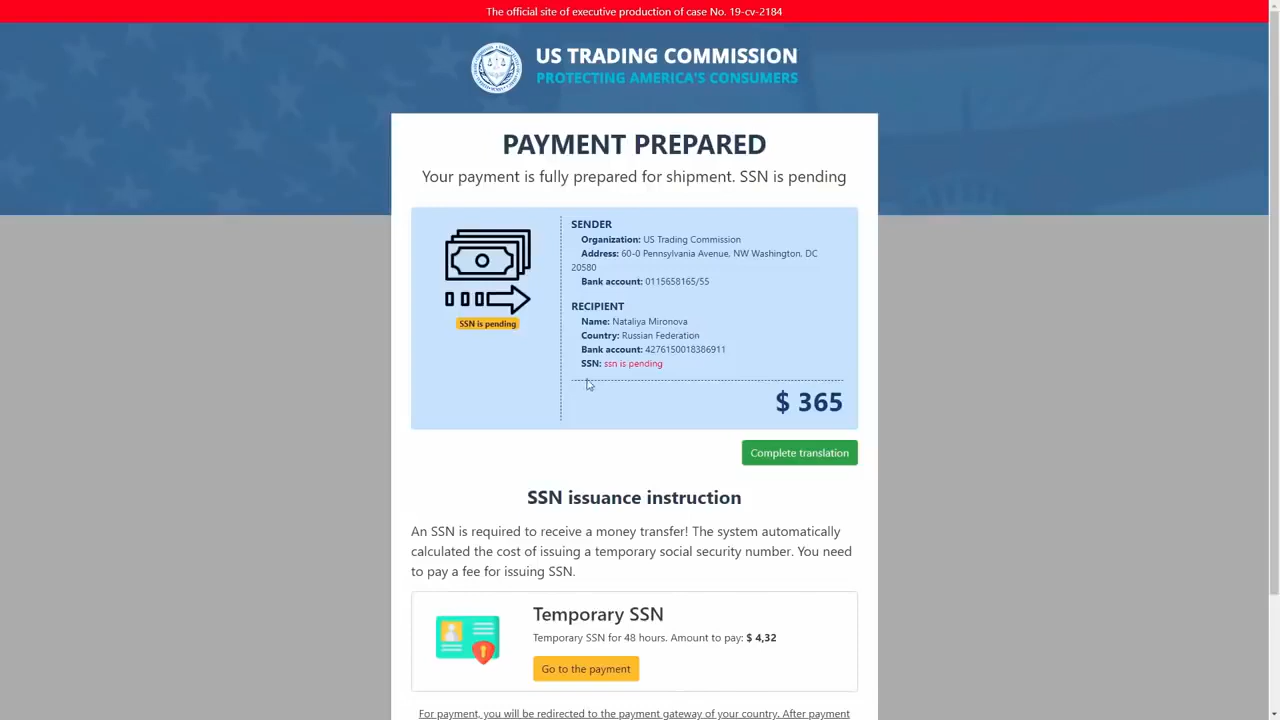 The official site of executive production of case No. 19-cv-2184
US TRADING COMMISSION
PROTECTING AMERICA'S CONSUMERS
PAYMENT PREPARED
Your payment is fully prepared for shipment. SSN is pending
SSN is pending
SENDER
Organization: US Trading Commission
Address: 60-0 Pennsylvania Avenue, NW Washington, DC
20580
Bank account: 0115658165/55
RECIPIENT
Name: Nataliya Mironova
Country: Russian Federation
Bank account: 4276150018386911
SSN: ssn is pending
$ 365
Complete translation
SSN issuance instruction
An SSN is required to receive a money transfer! The system automatically
calculated the cost of issuing a temporary social security number. You need
to pay a fee for issuing SSN.
Temporary SSN
Temporary SSN for 48 hours. Amount to pay: $ 4,32
Go to the payment
For payment, you will be redirected to the payment gateway of your country. After payment